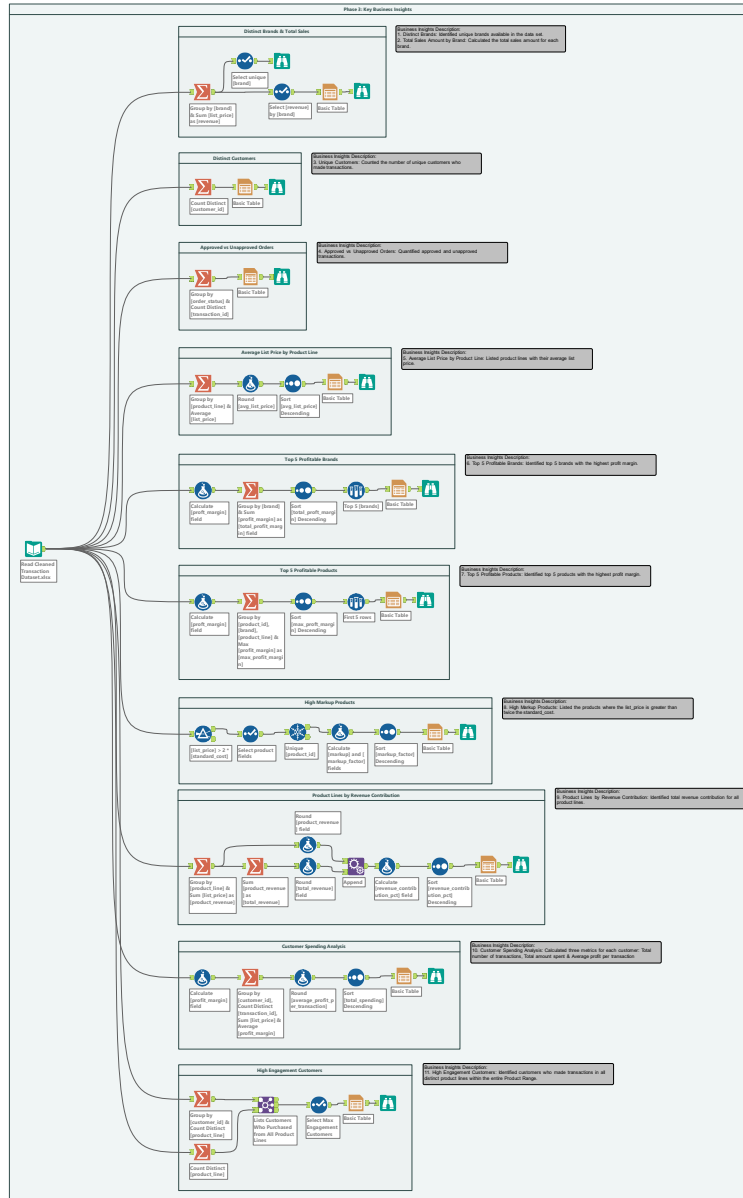 Phase 3: Key Business Insights
Distinct Brands & Total Sales
Select unique
[brand]
Group by [brand]
& Sum [list_price]
as [revenue]
Select [revenue]
by [brand]
Basic Table
Business Insights Description:
1. Distinct Brands: Identified unique brands available in the data set.
2. Total Sales Amount by Brand: Calculated the total sales amount for each
brand.
Distinct Customers
Count Distinct
[customer_id]
Basic Table
Business Insights Description:
3. Unique Customers: Counted the number of unique customers who
made transactions.
Approved vs Unapproved Orders
Group by
[order_status] &
Count Distinct
[transaction_id]
Basic Table
Business Insights Description:
4. Approved vs Unapproved Orders: Quantified approved and unapproved
transactions.
Average List Price by Product Line
Group by
[product_line] &
Average
[list_price]
Round
[avg_list_price]
Sort
[avg_list_price]
Descending
Basic Table
Business Insights Description:
5. Average List Price by Product Line: Listed product lines with their average list
price.
Top 5 Profitable Brands
Calculate
[profit_margin]
field
Group by [brand]
& Sum
[profit_margin] as
[total_profit_marg
in] field
Sort
[total_profit_margi
n] Descending
Top 5 [brands]
Basic Table
Business Insights Description:
6. Top 5 Profitable Brands: Identified top 5 brands with the highest profit margin.
Read Cleaned
Transaction
Dataset.xlsx
Top 5 Profitable Products
Calculate
[profit_margin]
field
Group by
[product_id],
[brand],
[product_line] &
Max
[profit_margin] as
[max_profit_margi
n]
Sort
[max_profit_margi
n] Descending
First 5 rows
Basic Table
Business Insights Description:
7. Top 5 Profitable Products: Identified top 5 products with the highest profit margin.
High Markup Products
[list_price] > 2 *
[standard_cost]
Select product
fields
Unique
[product_id]
Calculate
[markup] and [
markup_factor]
fields
Sort
[markup_factor]
Descending
Basic Table
Business Insights Description:
8. High Markup Products: Listed the products where the list_price is greater than
twice the standard_cost.
Product Lines by Revenue Contribution
Round
[product_revenue
] field
Group by
[product_line] &
Sum [list_price] as
[product_revenue]
Sum
[product_revenue
] as
[total_revenue]
Round
[total_revenue]
field
Append
Calculate
[revenue_contrib
ution_pct] field
Sort
[revenue_contrib
ution_pct]
Descending
Basic Table
Business Insights Description:
9. Product Lines by Revenue Contribution: Identified total revenue contribution for all
product lines.
Customer Spending Analysis
Calculate
[profit_margin]
field
Group by
[customer_id],
Count Distinct
[transaction_id],
Sum [list_price] &
Average
[profit_margin]
Round
[average_profit_p
er_transaction]
Sort
[total_spending]
Descending
Basic Table
Business Insights Description:
10. Customer Spending Analysis: Calculated three metrics for each customer: Total
number of transactions, Total amount spent & Average profit per transaction
High Engagement Customers
Group by
[customer_id] &
Count Distinct
[product_line]
Lists Customers
Who Purchased
from All Product
Lines
Select Max
Engagement
Customers
Basic Table
Count Distinct
[product_line]
Business Insights Description:
11. High Engagement Customers: Identified customers who made transactions in all
distinct product lines within the entire Product Range.